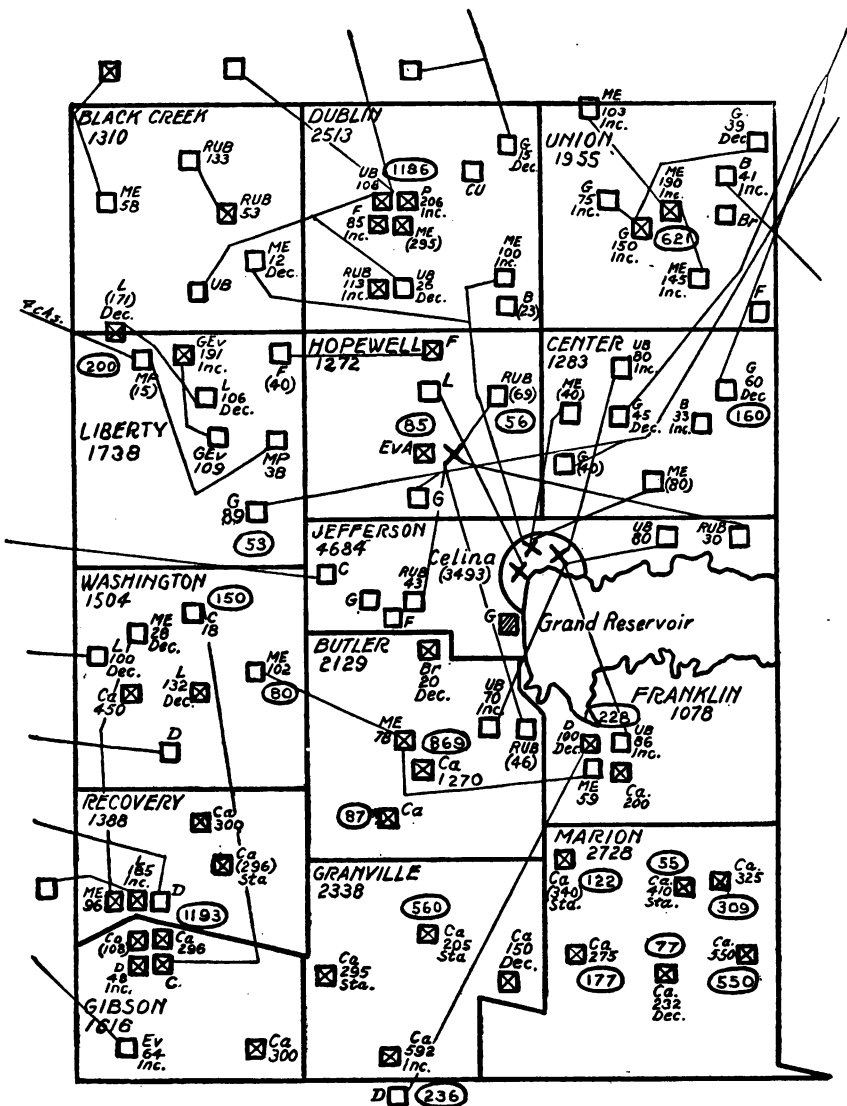 BLACK CREEK
1310
RUB
133
ME
58
RUB
53
ME
12
Dec.
UB
L
(171)
Dec.
DUBLIN
2513
1186
UB
108
P
206
Inc.
F
85
Inc.
ME
(295)
CU
G
15
Dec.
RUB
113
Inc.
UB
26
Dec.
ME
100
Inc.
B
(23)
UNION
1955
ME
103
Inc.
G
39
Dec
B
41
Inc.
ME
190
Inc.
G
75
Inc.
Br
G
150
Inc.
621
ME
145
Inc.
F
4 chs.
200
MP
(15)
GEv
191
Inc.
F
(40)
L
106
Dec.
LIBERTY
1738
GEv
109
MP
38
G
89
53
HOPEWELL
1272
F
L
RUB
(69)
85
56
EvA
G
CENTER
1283
UB
80
Inc.
ME
(40)
G
45
Dec.
B
33
Inc.
G
60
Dec
160
G
(40)
ME
(80)
JEFFERSON
4684
Celina
(3493)
C
G
RUB
43
F
UB
80
RUB
30
G
Grand Reservoir
WASHINGTON
1504
150
C
18
ME
28
Dec.
L
100
Dec.
Ca
450
L
132
Dec.
ME
102
80
D
BUTLER
2129
Br
20
Dec.
ME
78
869
Ca
1270
UB
70
Inc.
RUB
(46)
87
Ca
FRANKLIN
1078
228
D
100
Dec.
UB
86
Inc.
ME
59
Ca.
200
RECOVERY
1388
Ca
300
Ca
(296)
Sta
L
185
Inc.
ME
96
D
1193
Ca
(108)
Ca
296
D
48
Inc.
C.
GIBSON
1616
Ev
64
Inc.
Ca
300
GRANVILLE
2338
560
Ca
205
Sta
Ca
295
Sta.
Ca
150
Dec.
Ca
592
Inc.
D
236
MARION
2728
Ca
(340)
Sta.
122
55
Ca.
410
Sta.
Ca.
325
309
Ca
275
177
77
Ca.
232
Dec.
Ca.
550
550